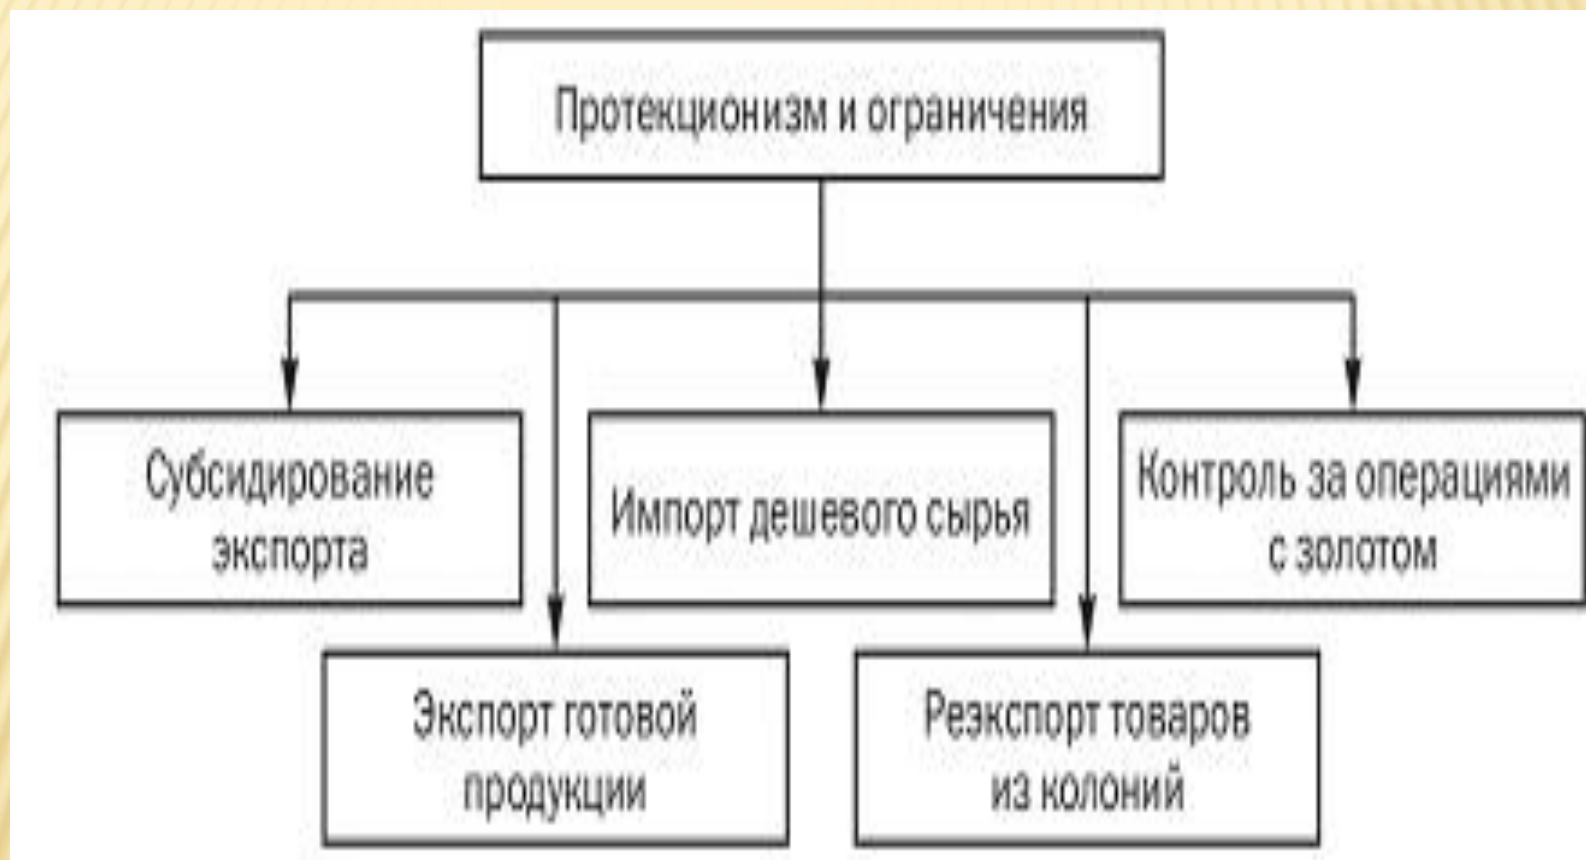 Протекционизм и ограничения
Субсидирование
экспорта
Импорт дешевого сырья
Контроль за операциями
с золотом
Экспорт готовой
продукции
Реэкспорт товаров
из колоний